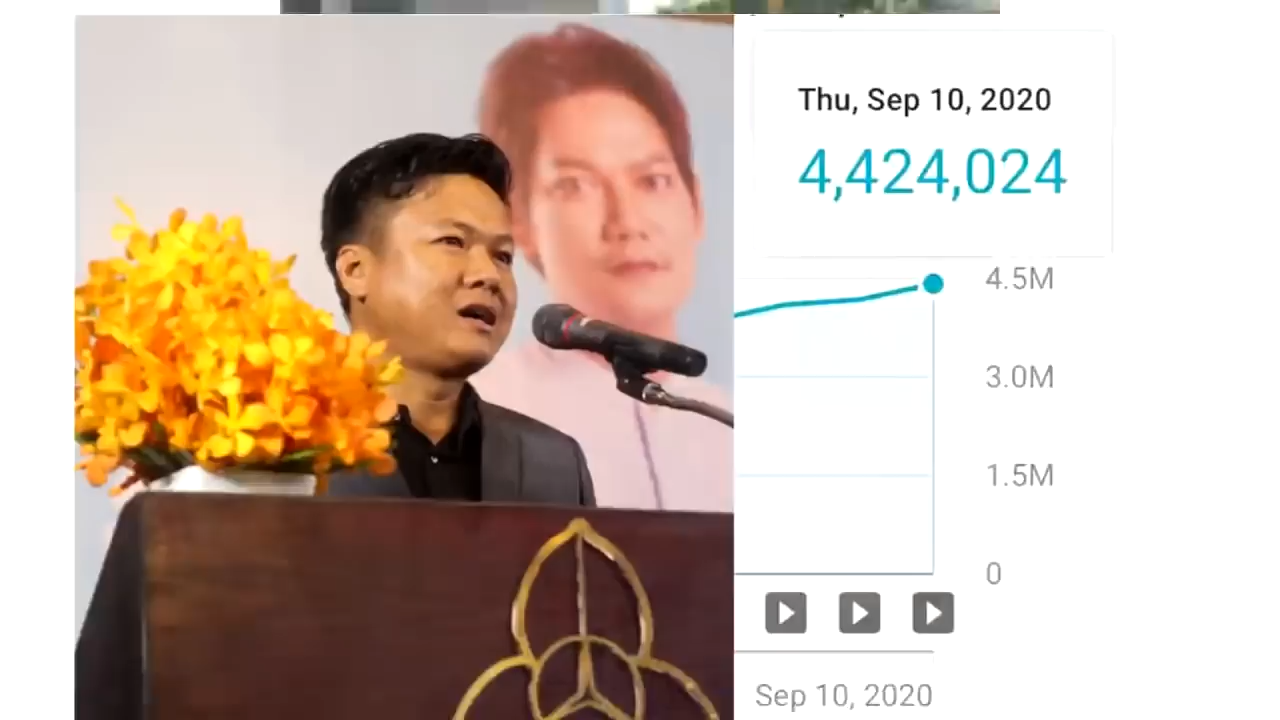 Thu, Sep 10, 2020
4,424,024
4.5M
3.0M
1.5M
0
Sep 10, 2020